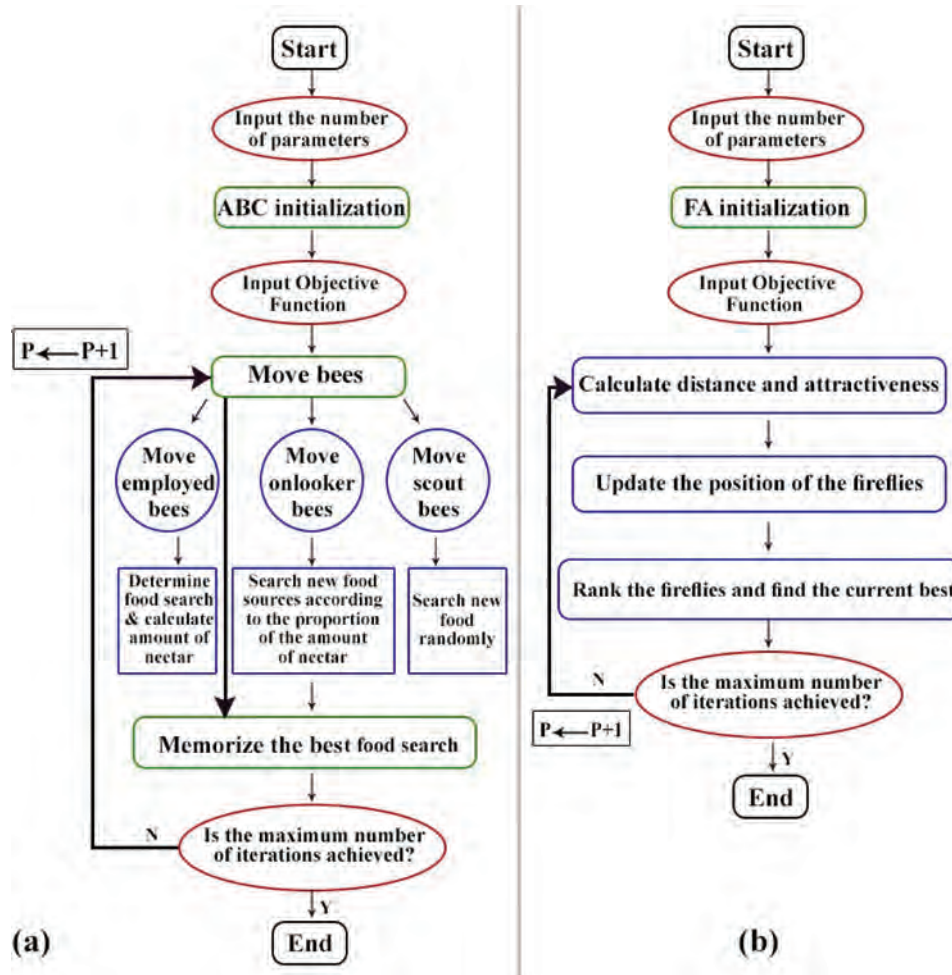 Start
Input the number
of parameters
ABC initialization
Input Objective
Function
P←P+1
Move bees
Move
employed
bees
Move
onlooker
bees
Move
scout
bees
Determine
food search
& calculate
amount of
nectar
Search new food
sources according
to the proportion
of the amount
of nectar
Search new
food
randomly
Memorize the best food search
N
Is the maximum number
of iterations achieved?
Y
(a)
End
Start
Input the number
of parameters
FA initialization
Input Objective
Function
Calculate distance and attractiveness
Update the position of the fireflies
Rank the fireflies and find the current best
N
Is the maximum number
of iterations achieved?
P←P+1
Y
End
(b)